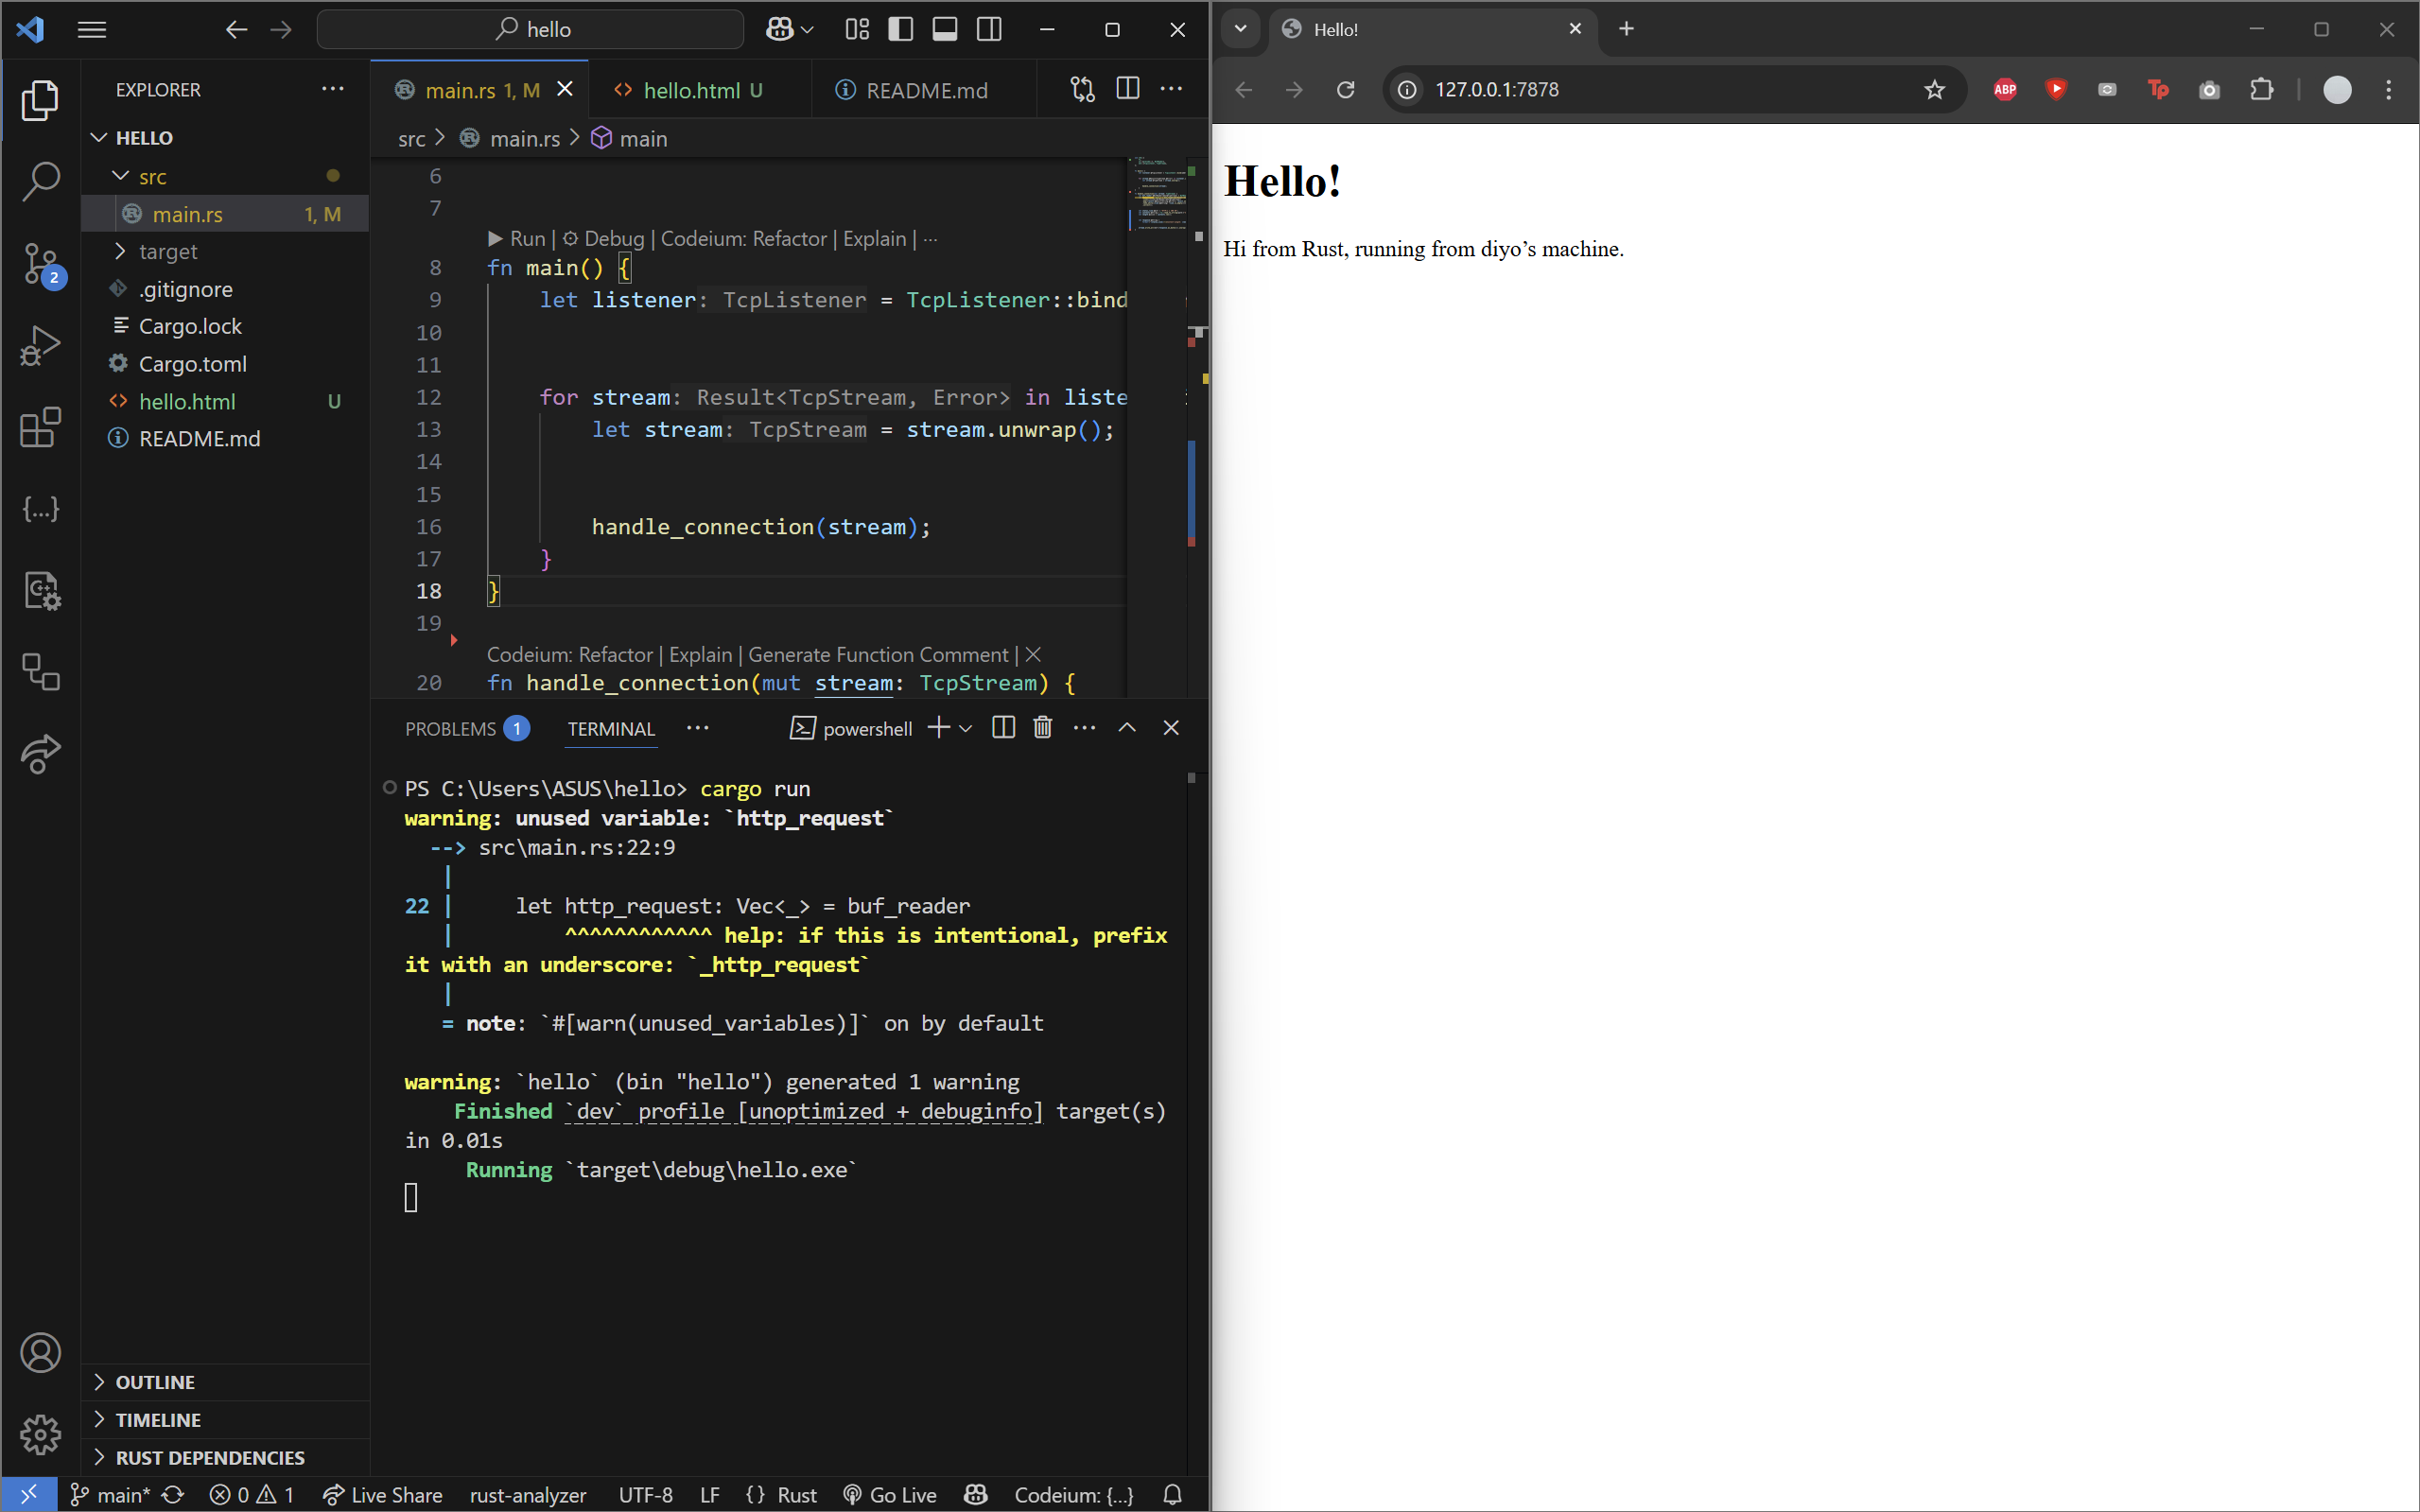 hello
EXPLORER
HELLO
src
main.rs 1, M
target
.gitignore
Cargo.lock
Cargo.toml
hello.html U
README.md
OUTLINE
TIMELINE
RUST DEPENDENCIES
2
main.rs 1, M
hello.html U
README.md
src > main.rs > main
6
7
Run | Debug | Codeium: Refactor | Explain | ...
8 fn main() {
9 let listener: TcpListener = TcpListener::bind
10
11
12 for stream: Result<TcpStream, Error> in liste
13 let stream: TcpStream = stream.unwrap();
14
15
16 handle_connection(stream);
17 }
18 }
19
Codeium: Refactor | Explain | Generate Function Comment | X
20 fn handle_connection(mut stream: TcpStream) {
PROBLEMS 1 TERMINAL ... powershell
PS C:\Users\ASUS\hello> cargo run
warning: unused variable: `http_request`
--> src\main.rs:22:9
|
22 | let http_request: Vec<_> = buf_reader
| ^^^^^^^^^^^^ help: if this is intentional, prefix
it with an underscore: `_http_request`
|
= note: `#[warn(unused_variables)]` on by default
warning: `hello` (bin "hello") generated 1 warning
Finished `dev` profile [unoptimized + debuginfo] target(s)
in 0.01s
Running `target\debug\hello.exe`
main* 0 1 Live Share rust-analyzer UTF-8 LF {} Rust Go Live Codeium: {...}
Hello!
127.0.0.1:7878
ABP
Tp
Hello!
Hi from Rust, running from diyo’s machine.